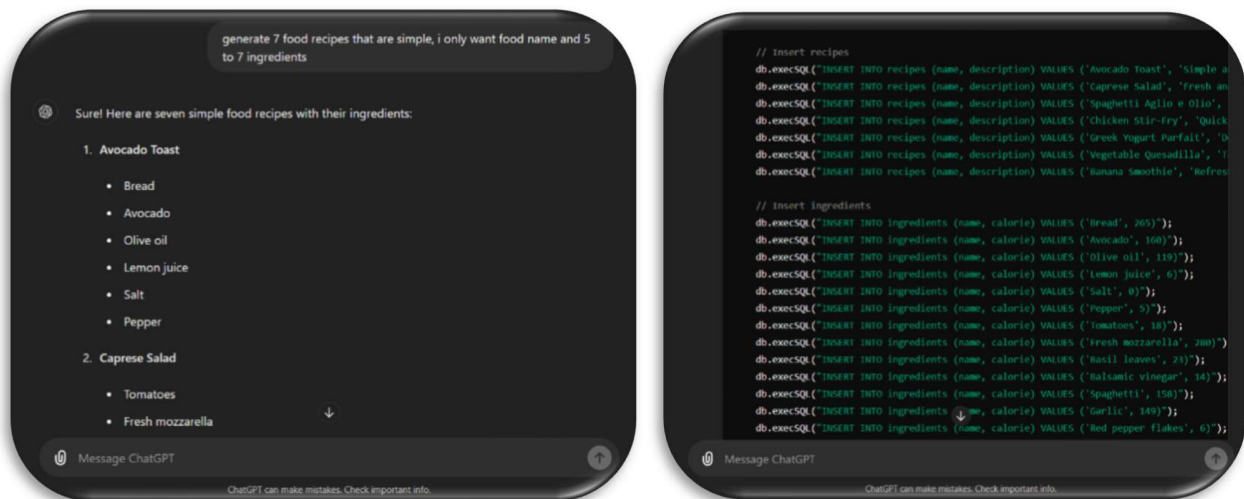 generate 7 food recipes that are simple, i only want food name and 5
to 7 ingredients
Sure! Here are seven simple food recipes with their ingredients:
1. Avocado Toast
• Bread
• Avocado
• Olive oil
• Lemon juice
• Salt
• Pepper
2. Caprese Salad
• Tomatoes
• Fresh mozzarella
Message ChatGPT
ChatGPT can make mistakes. Check important info.
// Insert recipes
db.execSQL("INSERT INTO recipes (name, description) VALUES ('Avocado Toast', 'Simple a
db.execSQL("INSERT INTO recipes (name, description) VALUES ('Caprese Salad', 'Fresh an
db.execSQL("INSERT INTO recipes (name, description) VALUES ('Spaghetti Aglio e Olio', '
db.execSQL("INSERT INTO recipes (name, description) VALUES ('Chicken Stir-Fry', 'Quick
db.execSQL("INSERT INTO recipes (name, description) VALUES ('Greek Yogurt Parfait', 'D
db.execSQL("INSERT INTO recipes (name, description) VALUES ('Vegetable Quesadilla', 'T
db.execSQL("INSERT INTO recipes (name, description) VALUES ('Banana Smoothie', 'Refres
// Insert ingredients
db.execSQL("INSERT INTO ingredients (name, calorie) VALUES ('Bread', 265)");
db.execSQL("INSERT INTO ingredients (name, calorie) VALUES ('Avocado', 160)");
db.execSQL("INSERT INTO ingredients (name, calorie) VALUES ('Olive oil', 119)");
db.execSQL("INSERT INTO ingredients (name, calorie) VALUES ('Lemon juice', 6)");
db.execSQL("INSERT INTO ingredients (name, calorie) VALUES ('Salt', 0)");
db.execSQL("INSERT INTO ingredients (name, calorie) VALUES ('Pepper', 5)");
db.execSQL("INSERT INTO ingredients (name, calorie) VALUES ('Tomatoes', 18)");
db.execSQL("INSERT INTO ingredients (name, calorie) VALUES ('Fresh mozzarella', 280)")
db.execSQL("INSERT INTO ingredients (name, calorie) VALUES ('Basil leaves', 23)");
db.execSQL("INSERT INTO ingredients (name, calorie) VALUES ('Balsamic vinegar', 14)");
db.execSQL("INSERT INTO ingredients (name, calorie) VALUES ('Spaghetti', 158)");
db.execSQL("INSERT INTO ingredients (name, calorie) VALUES ('Garlic', 149)");
db.execSQL("INSERT INTO ingredients (name, calorie) VALUES ('Red pepper flakes', 6)");
Message ChatGPT
ChatGPT can make mistakes. Check important info.